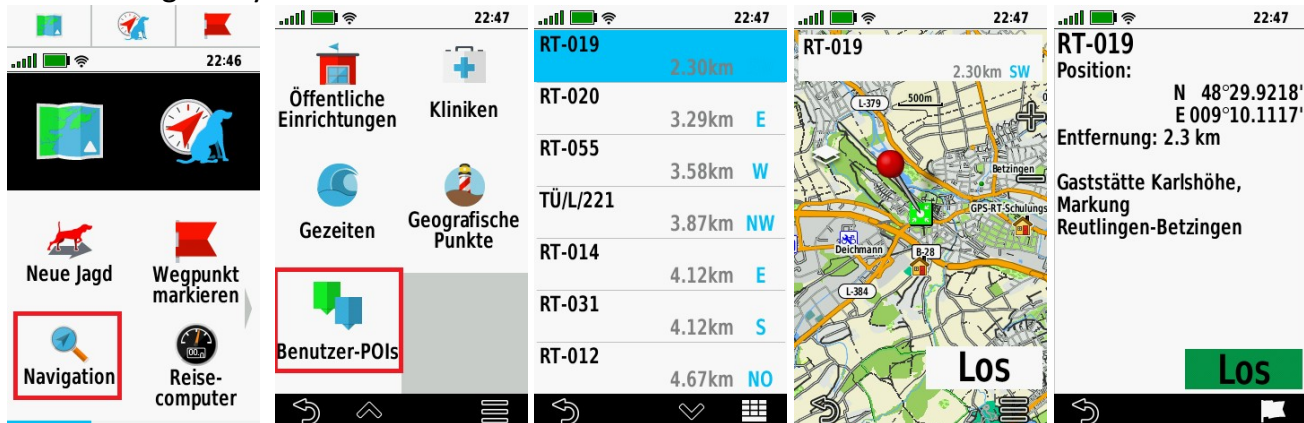 22:46
Neue Jagd
Wegpunkt
markieren
Navigation
Reise-
computer
22:47
Öffentliche
Einrichtungen
Kliniken
Gezeiten
Geografische
Punkte
Benutzer-POIs
22:47
RT-019
2.30km
RT-020
3.29km E
RT-055
3.58km W
TÜ/L/221
3.87km NW
RT-014
4.12km E
RT-031
4.12km S
RT-012
4.67km NO
22:47
RT-019
2.30km SW
L-379
500m
Betzingen
GPS-RT-Schulungs
Deichmann
B-28
L-384
Los
22:47
RT-019
Position:
N 48°29.9218'
E 009°10.1117'
Entfernung: 2.3 km
Gaststätte Karlshöhe,
Markung
Reutlingen-Betzingen
Los